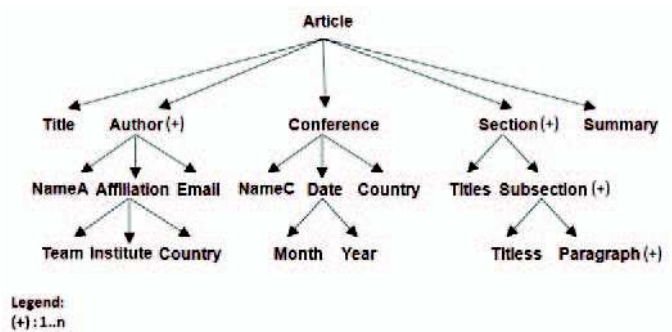 Article
Title Author (+) Conference Section (+) Summary
NameA Affiliation Email NameC Date Country Titles Subsection (+)
Team Institute Country Month Year Titless Paragraph (+)
Legend:
(+) : 1..n